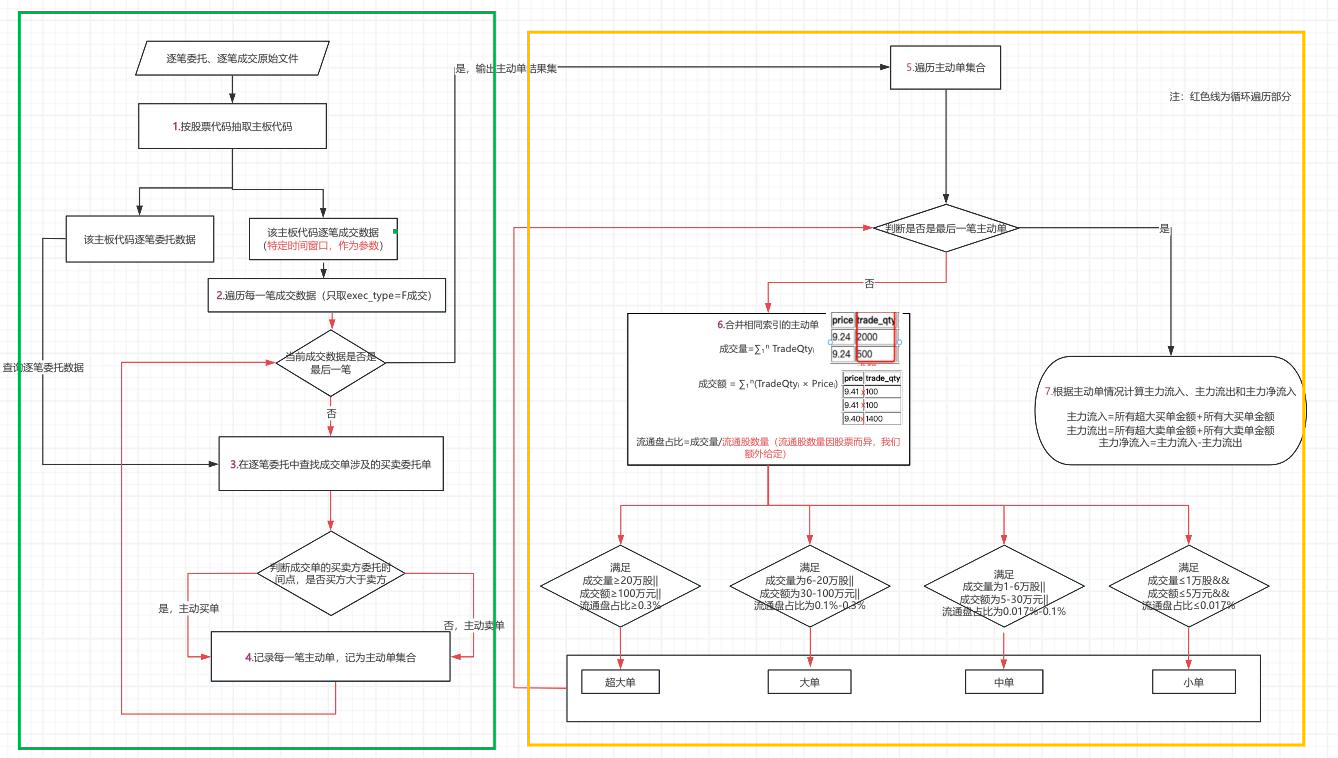 逐笔委托、逐笔成交原始文件
1.按股票代码抽取主板代码
该主板代码逐笔委托数据
该主板代码逐笔成交数据
（特定时间窗口，作为参数）
2.遍历每一笔成交数据（只取exec_type=F成交）
当前成交数据是否是
最后一笔
查询逐笔委托数据
否
3.在逐笔委托中查找成交单涉及的买卖委托单
判断成交单的买卖方委托时
间点，是否买方大于卖方
是，主动买单
否，主动卖单
4.记录每一笔主动单，记为主动单集合
是，输出主动单结果集
5.遍历主动单集合
注：红色线为循环遍历部分
判断是否是最后一笔主动单
是
否
6.合并相同索引的主动单
成交量=∑₁ⁿ TradeQtyᵢ
price trade_qty
9.24 2000
9.24 500
成交额 = ∑₁ⁿ(TradeQtyᵢ × Priceᵢ)
price trade_qty
9.41 x100
9.41 x100
9.40x 1400
流通盘占比=成交量/流通股数量（流通股数量因股票而异，我们
额外给定）
7.根据主动单情况计算主力流入、主力流出和主力净流入
主力流入=所有超大买单金额+所有大买单金额
主力流出=所有超大卖单金额+所有大卖单金额
主力净流入=主力流入-主力流出
满足
成交量≥20万股||
成交额≥100万元||
流通盘占比≥0.3%
满足
成交量为6-20万股||
成交额为30-100万元||
流通盘占比为0.1%-0.3%
满足
成交量为1-6万股||
成交额为5-30万元||
流通盘占比为0.017%-0.1%
满足
成交量≤1万股&&
成交额≤5万元&&
流通盘占比≤0.017%
超大单
大单
中单
小单